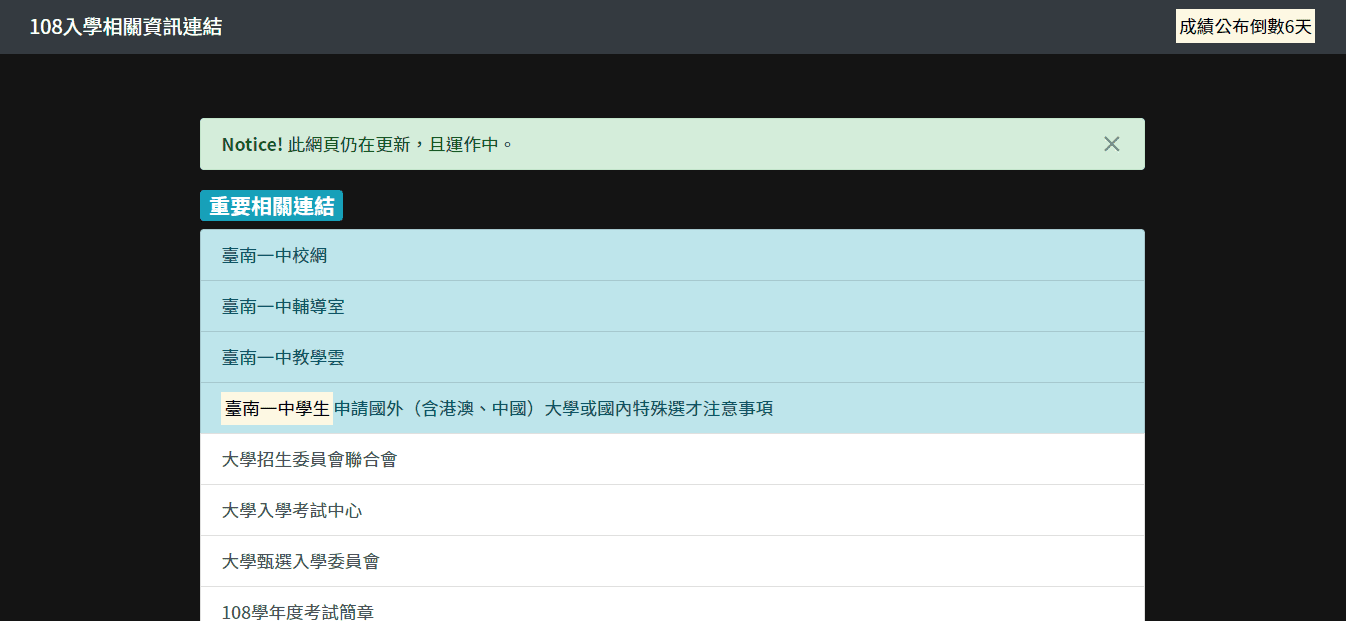 108入學相關資訊連結
成績公布倒數6天
Notice! 此網頁仍在更新，且運作中。
重要相關連結
臺南一中校網
臺南一中輔導室
臺南一中教學雲
臺南一中學生申請國外（含港澳、中國）大學或國內特殊選才注意事項
大學招生委員會聯合會
大學入學考試中心
大學甄選入學委員會
108學年度考試簡章